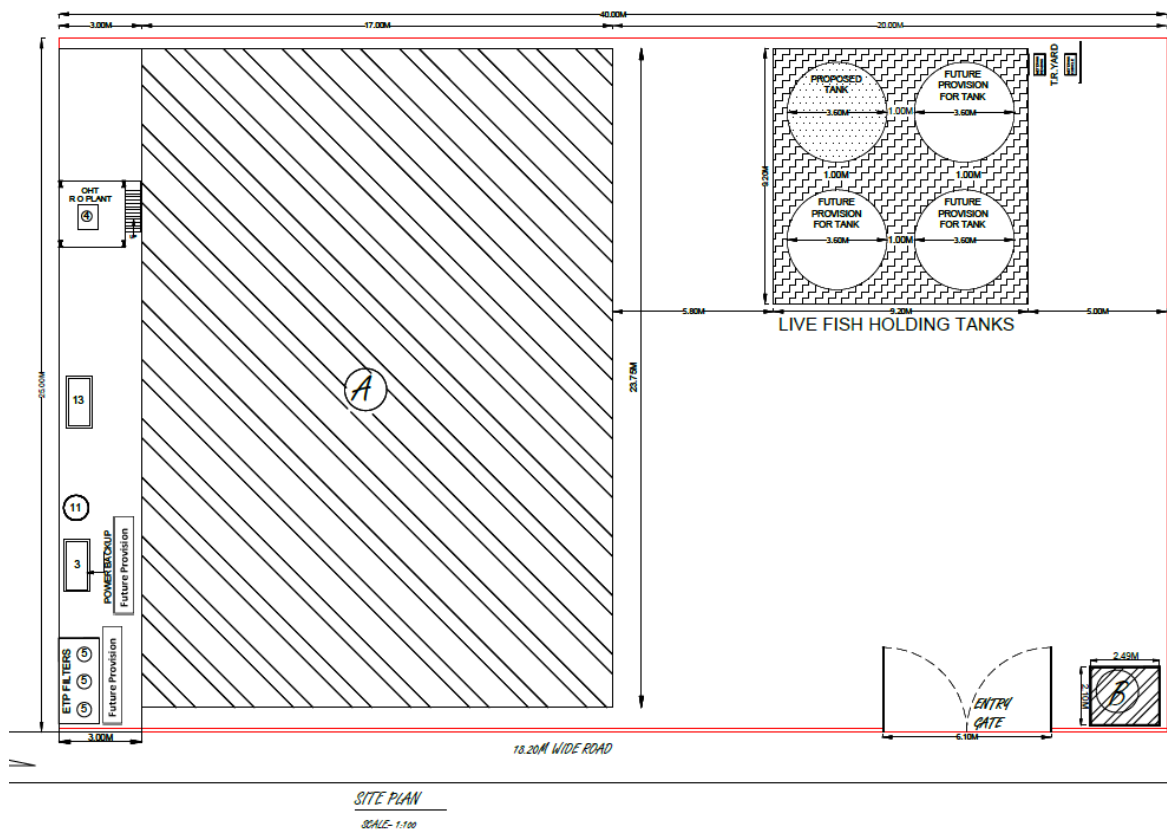 40.00M
3.00M
17.00M
20.00M
PROPOSED
TANK
3.60M
1.00M
FUTURE
PROVISION
FOR TANK
3.60M
T.R.YARD
9.20M
1.00M
1.00M
FUTURE
PROVISION
FOR TANK
3.60M
1.00M
FUTURE
PROVISION
FOR TANK
3.60M
OHT
R O PLANT
4
5.80M
9.20M
5.00M
LIVE FISH HOLDING TANKS
25.00M
23.75M
A
13
11
3
POWER BACKUP
Future Provision
ETP FILTERS
5
5
5
Future Provision
2.49M
2.10M
B
ENTRY
GATE
6.10M
3.00M
18.20M WIDE ROAD
SITE PLAN
SCALE- 1:100